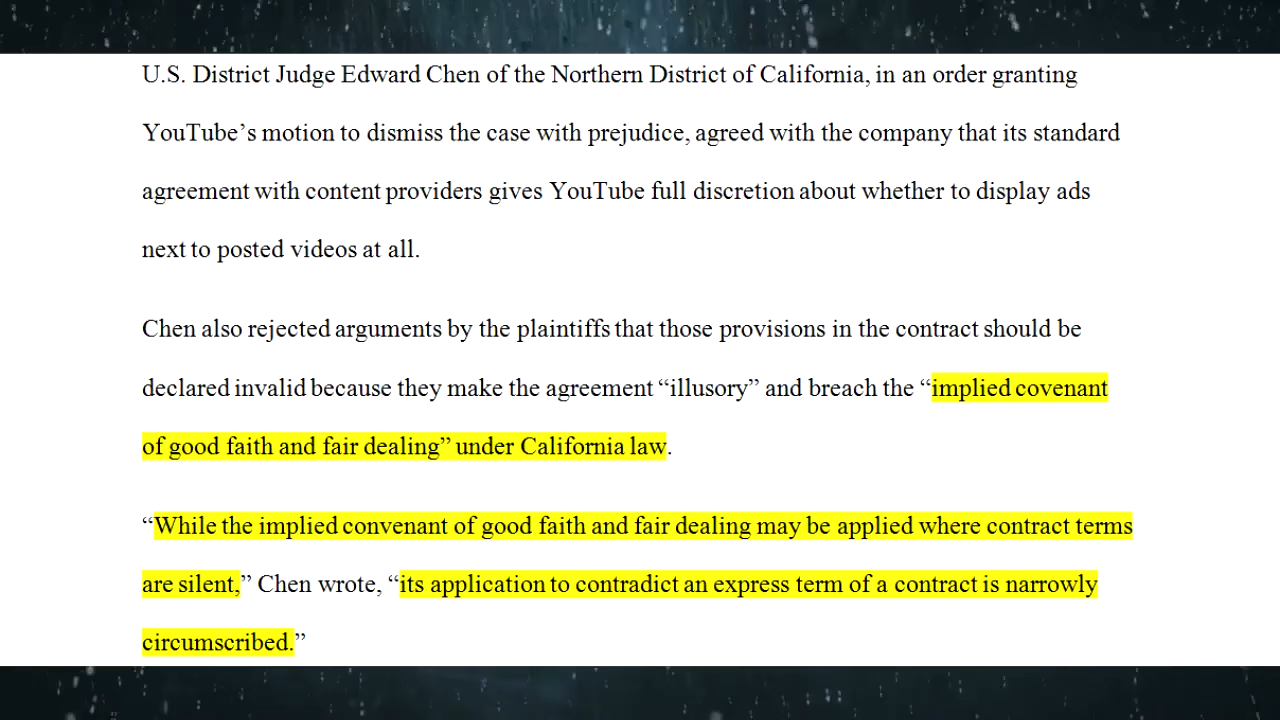 U.S. District Judge Edward Chen of the Northern District of California, in an order granting
YouTube’s motion to dismiss the case with prejudice, agreed with the company that its standard
agreement with content providers gives YouTube full discretion about whether to display ads
next to posted videos at all.
Chen also rejected arguments by the plaintiffs that those provisions in the contract should be
declared invalid because they make the agreement “illusory” and breach the “implied covenant
of good faith and fair dealing” under California law.
“While the implied convenant of good faith and fair dealing may be applied where contract terms
are silent,” Chen wrote, “its application to contradict an express term of a contract is narrowly
circumscribed.”